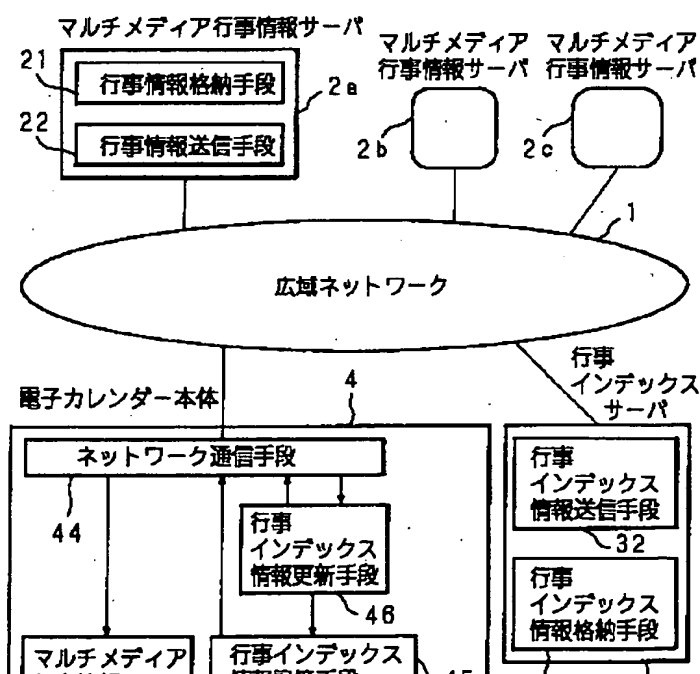 マルチメディア行事情報サーバ
マルチメディア
行事情報サーバ
マルチメディア
行事情報サーバ
21
行事情報格納手段
2a
22
行事情報送信手段
2b
2c
1
広域ネットワーク
電子カレンダー本体
4
行事
インデックス
サーバ
ネットワーク通信手段
44
行事
インデックス
情報更新手段
46
行事
インデックス
情報送信手段
32
行事
インデックス
情報格納手段
マルチメディア
行事インデックス